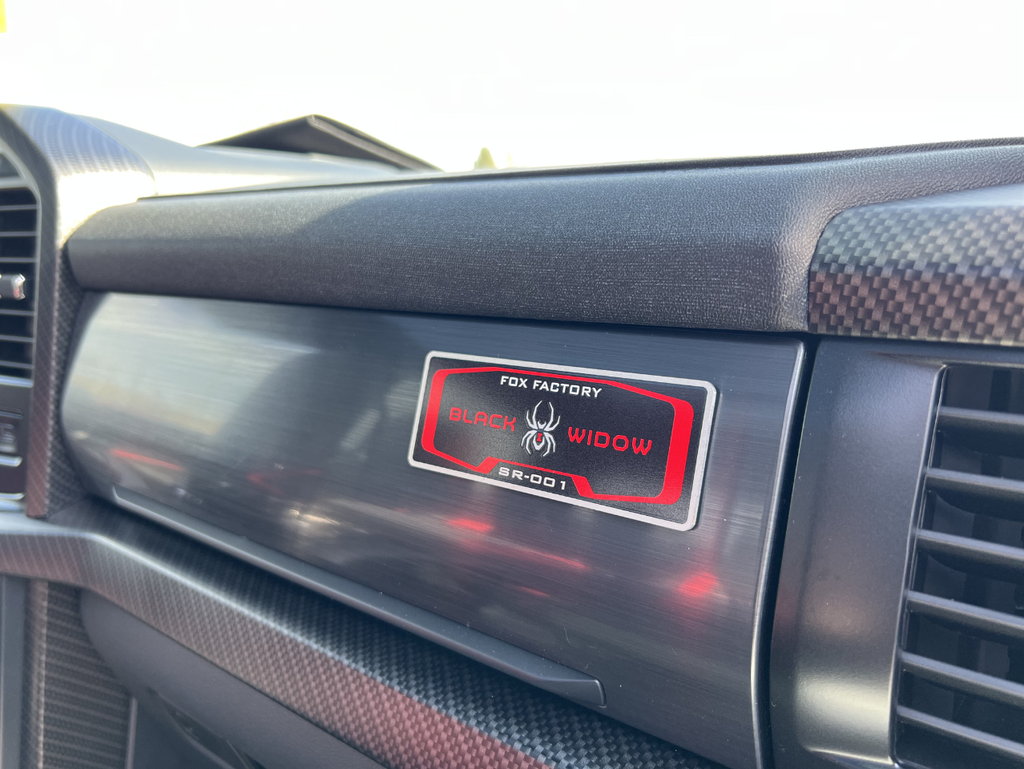 FOX FACTORY
BLACK WIDOW
SR-001